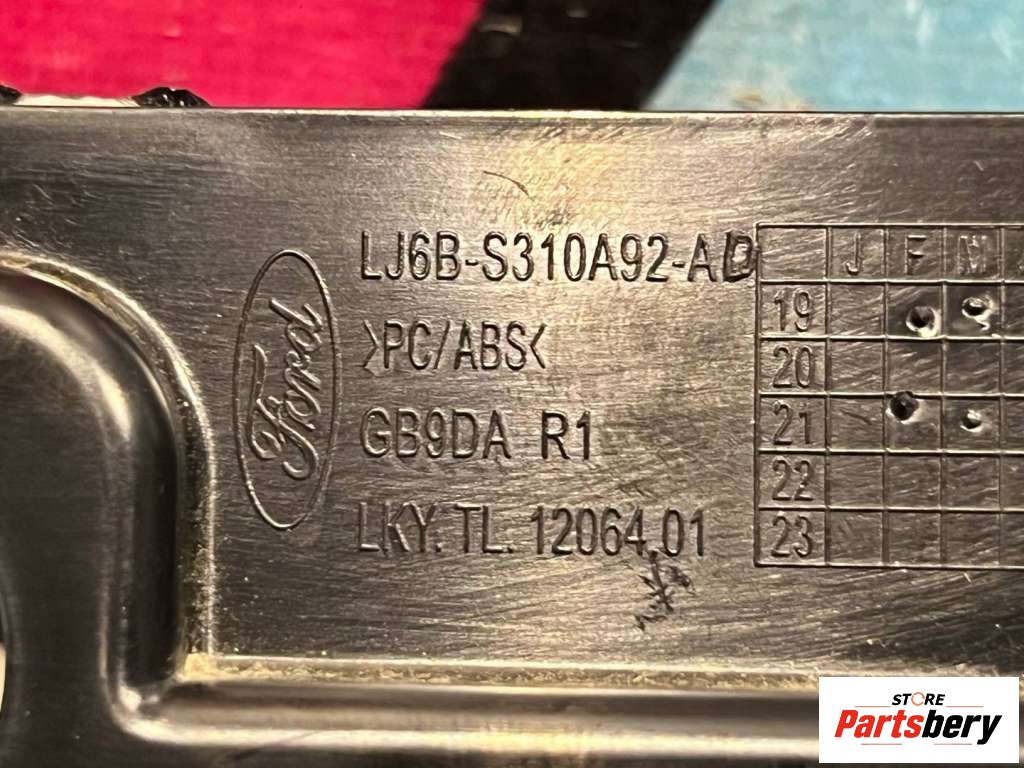 Ford
LJ6B-S310A92-AD
>PC/ABS<
GB9DA R1
LKY.TL. 12064.01
J F M
19
20
21
22
23
STORE
Partsbery